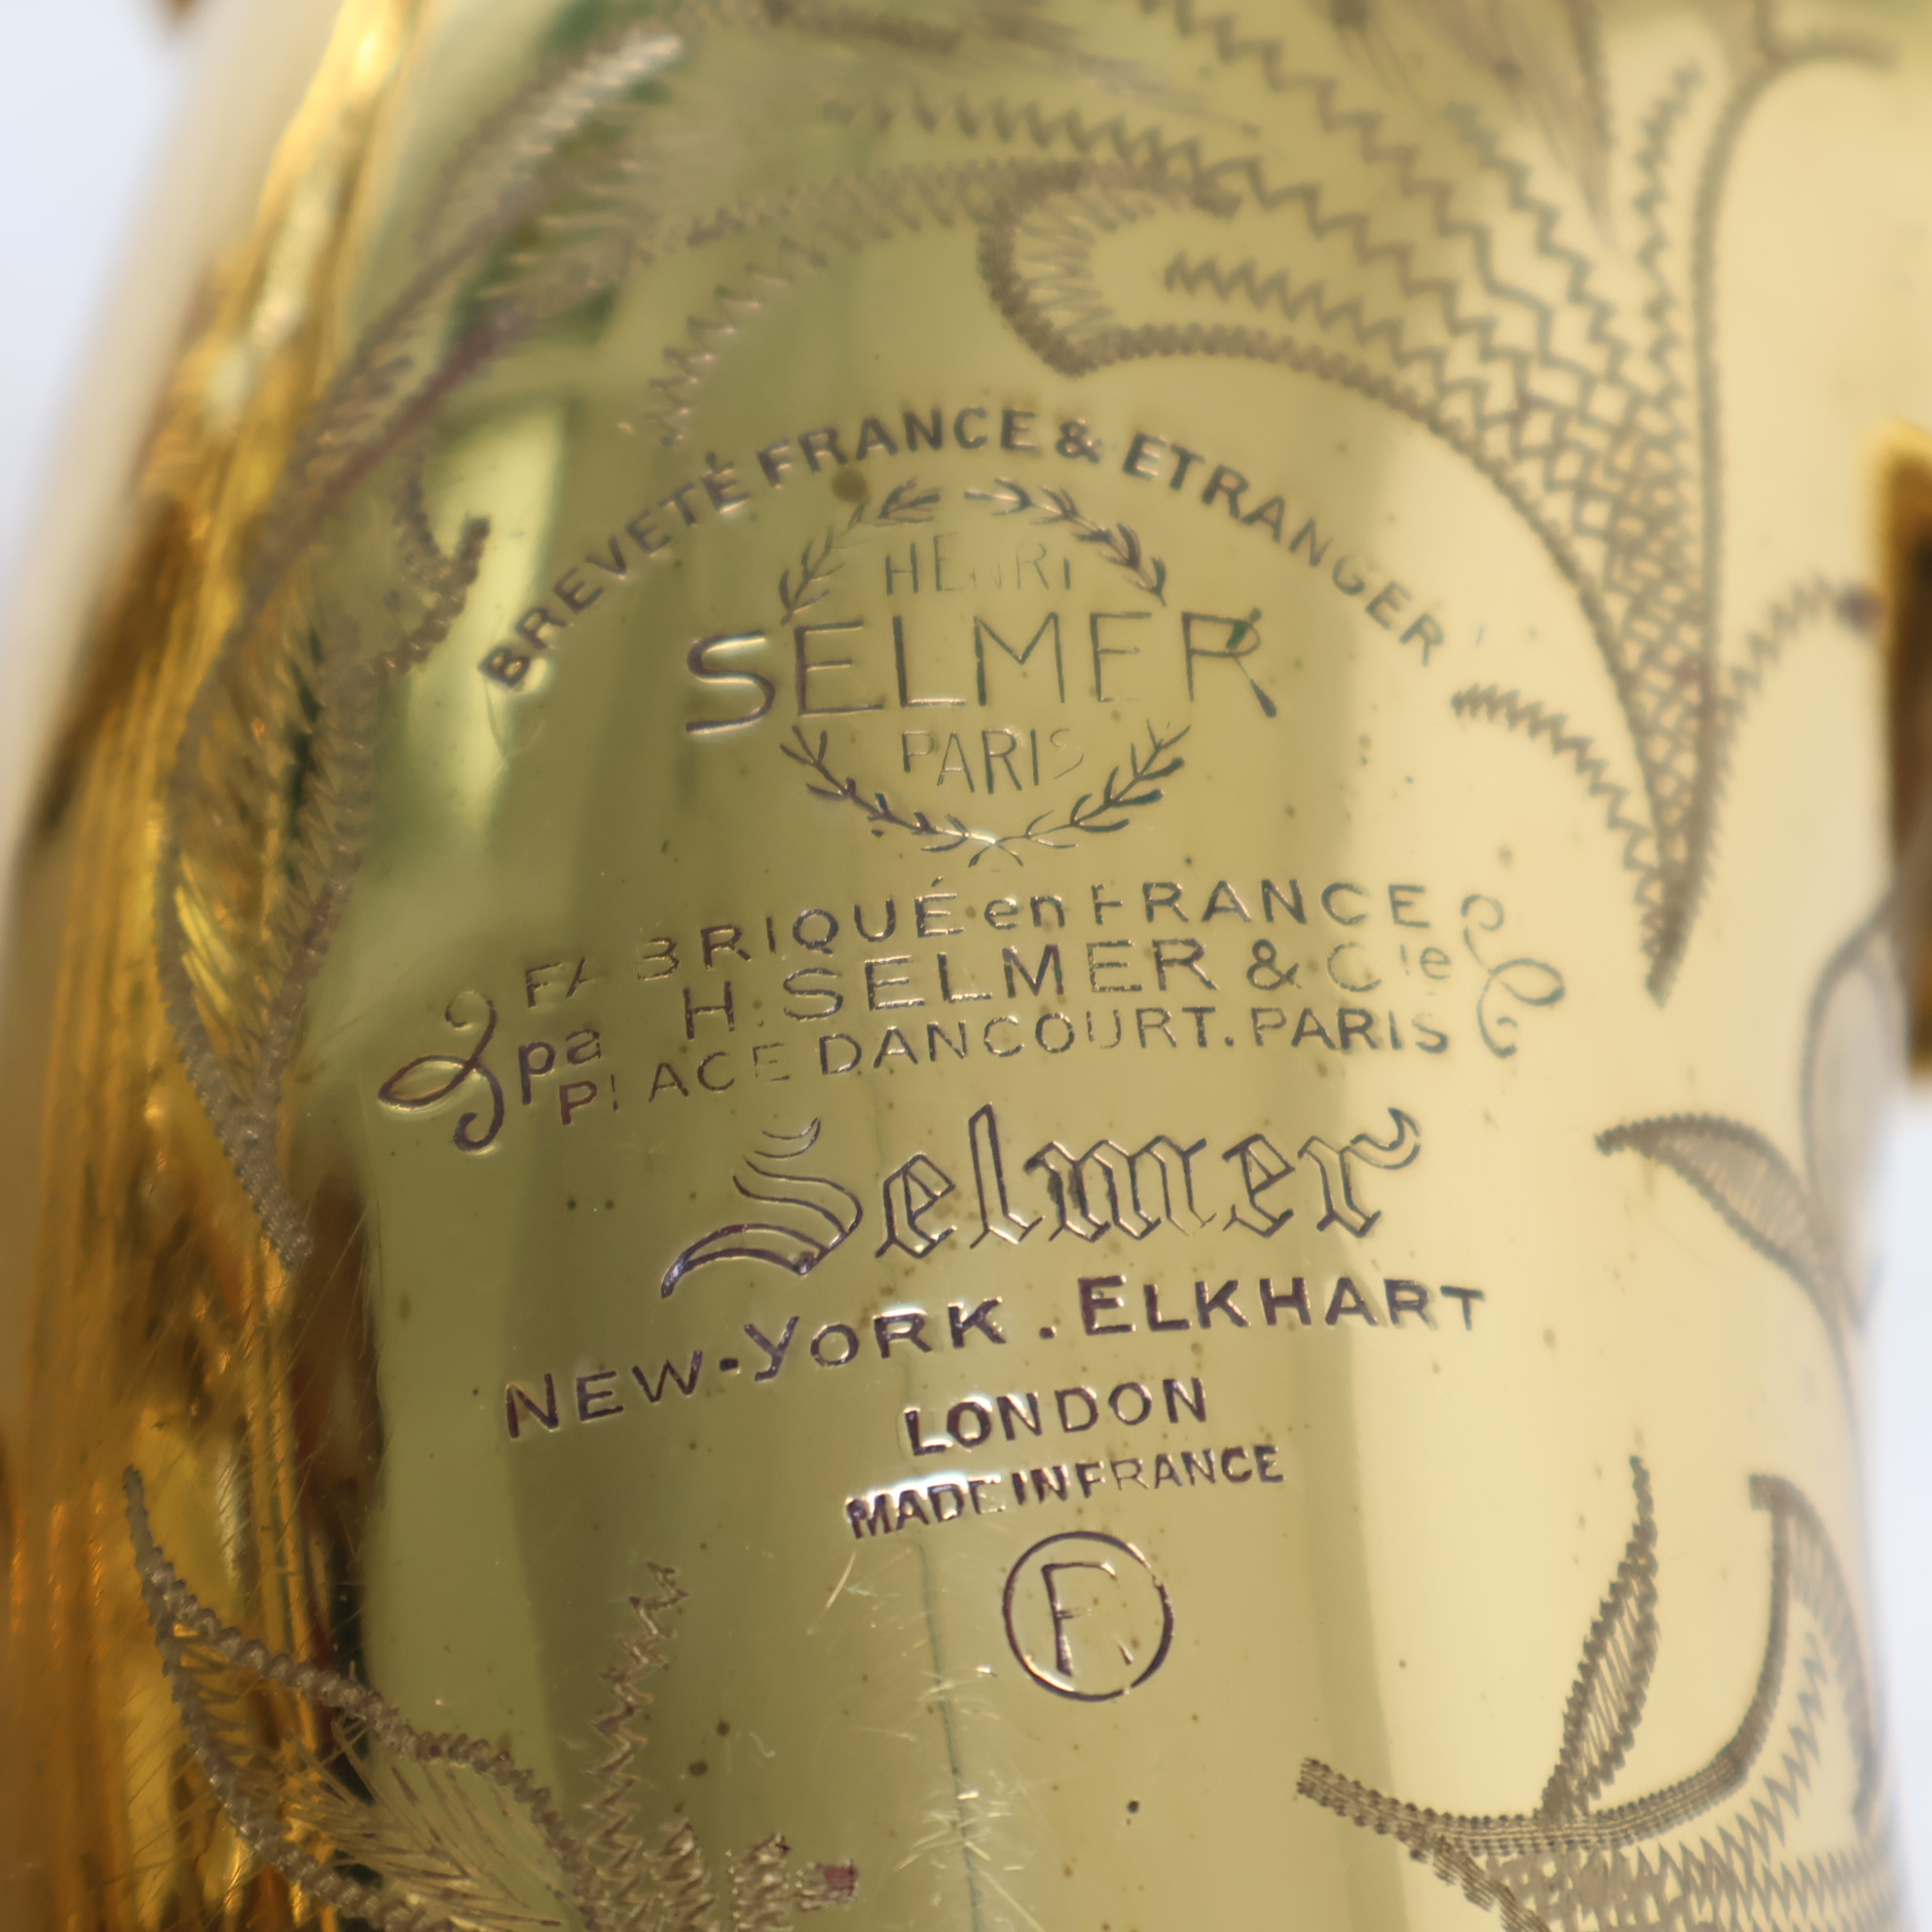 BREVETÉ FRANCE & ETRANGER
HENRI
SELMER
PARIS
FABRIQUÉ en FRANCE
pa H. SELMER & Cie
PLACE DANCOURT. PARIS
Selmer
NEW-YORK . ELKHART
LONDON
MADE IN FRANCE
F